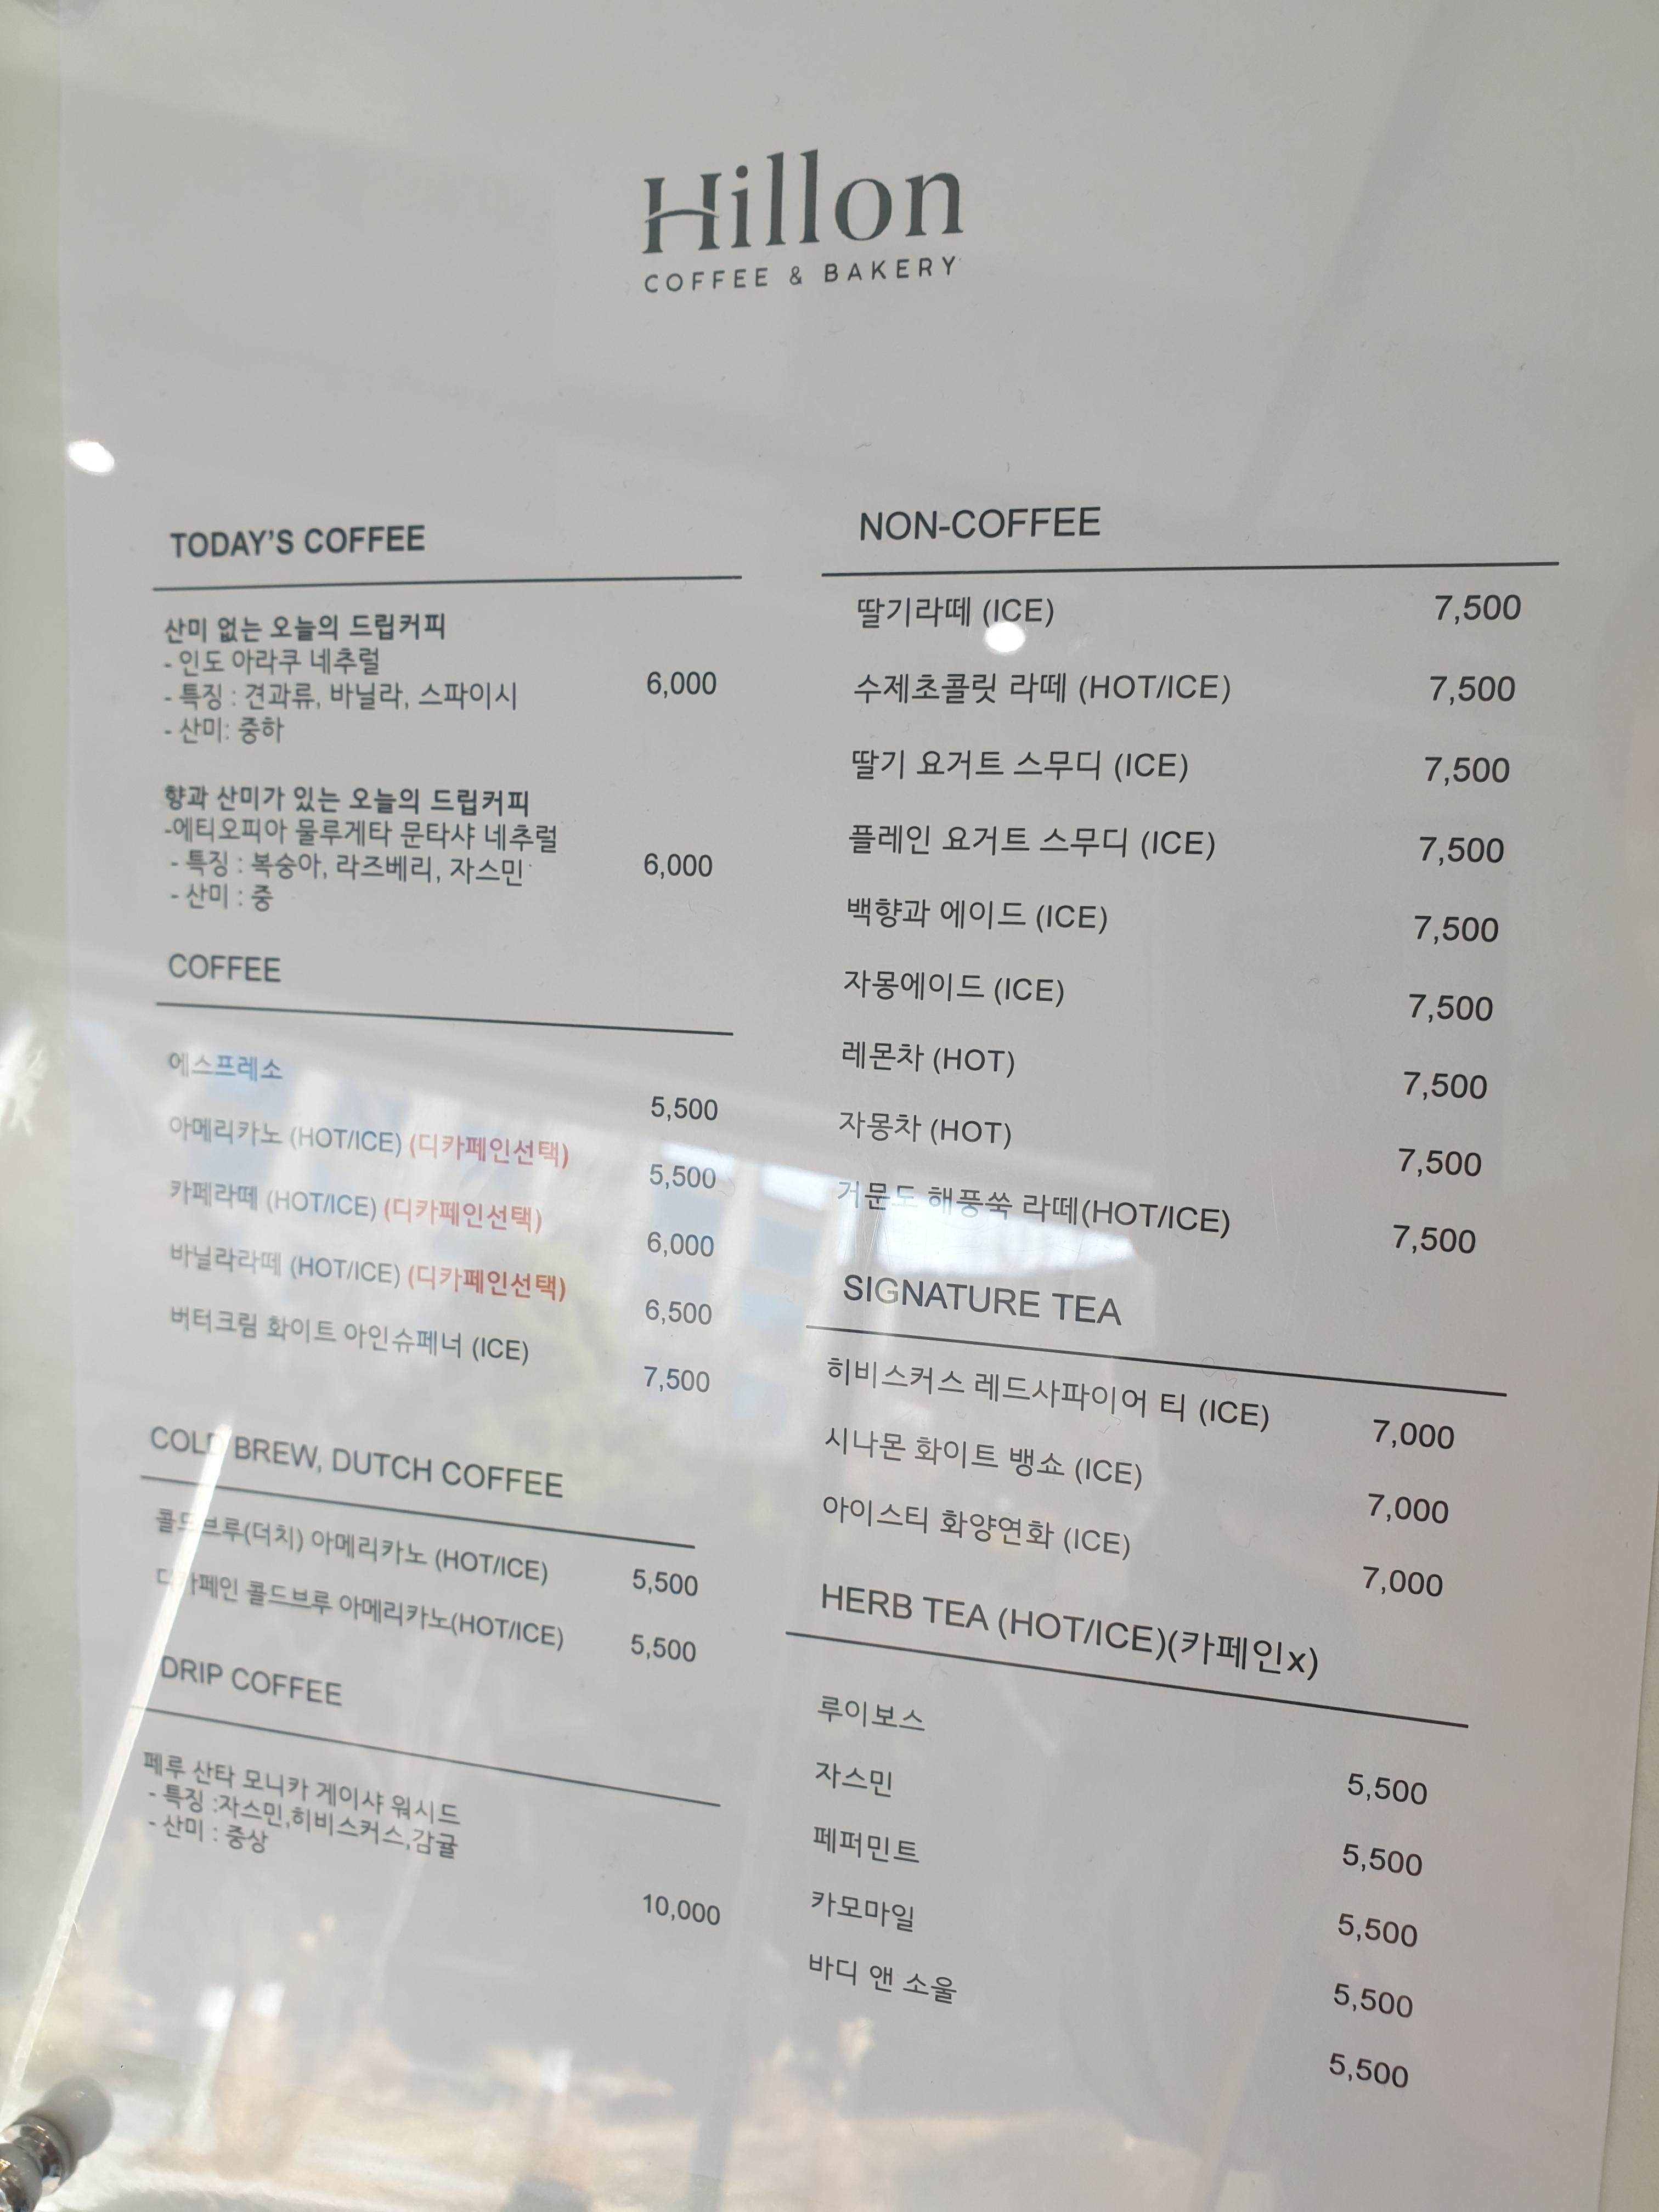 Hillon
COFFEE & BAKERY
TODAY'S COFFEE
산미 없는 오늘의 드립커피
- 인도 아라쿠 네추럴
- 특징 : 견과류, 바닐라, 스파이시
6,000
- 산미: 중하
향과 산미가 있는 오늘의 드립커피
-에티오피아 물루게타 문타샤 네추럴
- 특징 : 복숭아, 라즈베리, 자스민
6,000
- 산미 : 중
COFFEE
에스프레소
5,500
아메리카노 (HOT/ICE) (디카페인선택)
5,500
카페라떼 (HOT/ICE) (디카페인선택)
6,000
바닐라라떼 (HOT/ICE) (디카페인선택)
6,500
버터크림 화이트 아인슈페너 (ICE)
7,500
COLD BREW, DUTCH COFFEE
콜드브루(더치) 아메리카노 (HOT/ICE)
5,500
디카페인 콜드브루 아메리카노(HOT/ICE)
5,500
DRIP COFFEE
페루 산타 모니카 게이샤 워시드
- 특징 :자스민,히비스커스,감귤
- 산미 : 중상
10,000
NON-COFFEE
딸기라떼 (ICE) 7,500
수제초콜릿 라떼 (HOT/ICE) 7,500
딸기 요거트 스무디 (ICE) 7,500
플레인 요거트 스무디 (ICE) 7,500
백향과 에이드 (ICE) 7,500
자몽에이드 (ICE) 7,500
레몬차 (HOT) 7,500
자몽차 (HOT) 7,500
거문도 해풍쑥 라떼(HOT/ICE) 7,500
SIGNATURE TEA
히비스커스 레드사파이어 티 (ICE) 7,000
시나몬 화이트 뱅쇼 (ICE) 7,000
아이스티 화양연화 (ICE) 7,000
HERB TEA (HOT/ICE)(카페인x)
루이보스 5,500
자스민 5,500
페퍼민트 5,500
카모마일 5,500
바디 앤 소울 5,500